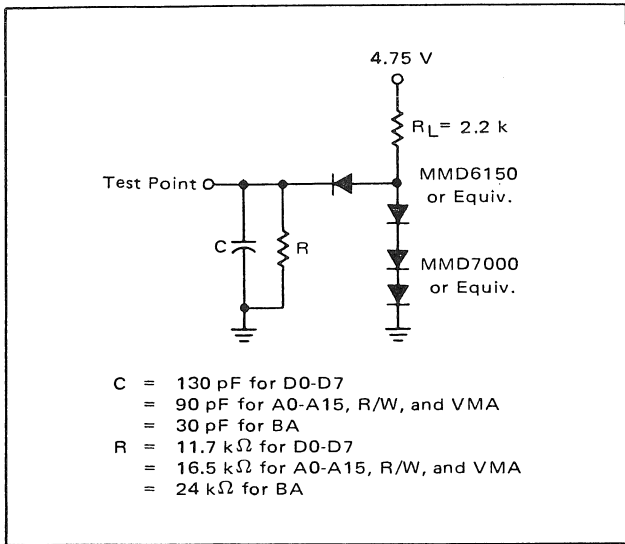 4.75 V
R_L = 2.2 k
MMD6150
or Equiv.
Test Point
C
R
MMD7000
or Equiv.
C = 130 pF for D0-D7
= 90 pF for A0-A15, R/W, and VMA
= 30 pF for BA
R = 11.7 kΩ for D0-D7
= 16.5 kΩ for A0-A15, R/W, and VMA
= 24 kΩ for BA